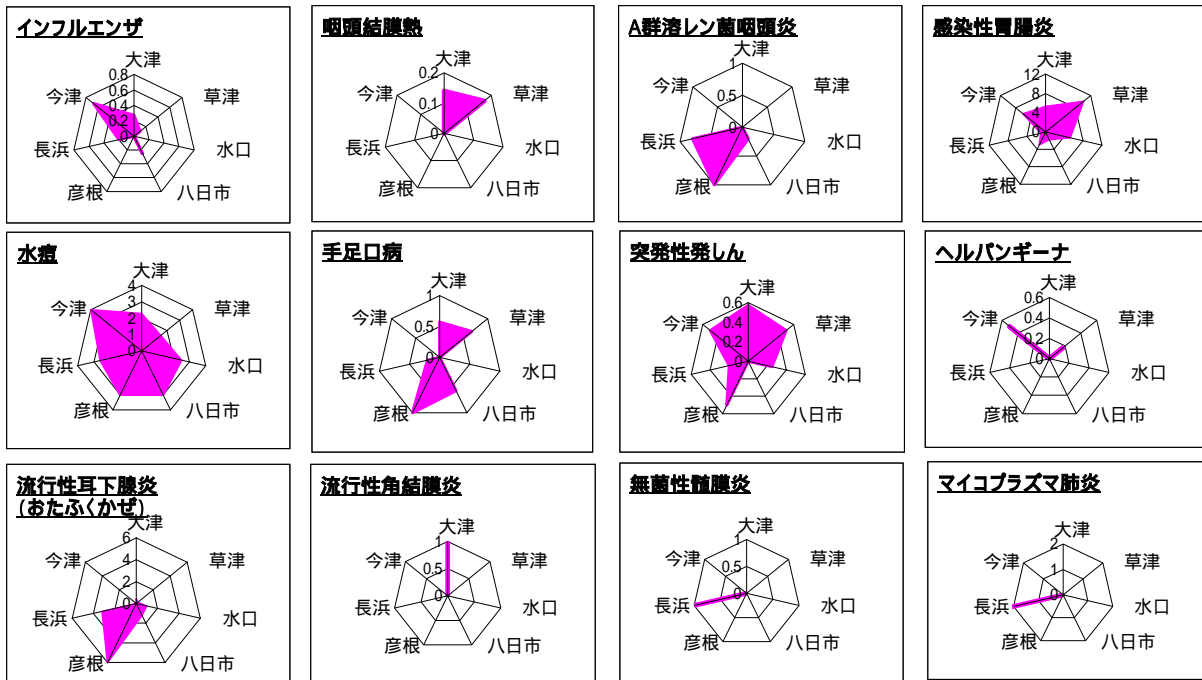 インフルエンザ
大津
0.8
0.6
0.4
0.2
0
草津
水口
八日市
彦根
長浜
今津
咽頭結膜熱
大津
0.2
0.1
0
草津
水口
八日市
彦根
長浜
今津
A群溶レン菌咽頭炎
大津
1
0.5
0
草津
水口
八日市
彦根
長浜
今津
感染性胃腸炎
大津
12
8
4
0
草津
水口
八日市
彦根
長浜
今津
水痘
大津
4
3
2
1
0
草津
水口
八日市
彦根
長浜
今津
手足口病
大津
1
0.5
0
草津
水口
八日市
彦根
長浜
今津
突発性発しん
大津
0.6
0.4
0.2
0
草津
水口
八日市
彦根
長浜
今津
ヘルパンギーナ
大津
0.6
0.4
0.2
0
草津
水口
八日市
彦根
長浜
今津
流行性耳下腺炎
(おたふくかぜ)
大津
6
4
2
0
草津
水口
八日市
彦根
長浜
今津
流行性角結膜炎
大津
1
0.5
0
草津
水口
八日市
彦根
長浜
今津
無菌性髄膜炎
大津
1
0.5
0
草津
水口
八日市
彦根
長浜
今津
マイコプラズマ肺炎
大津
2
1
0
草津
水口
八日市
彦根
長浜
今津